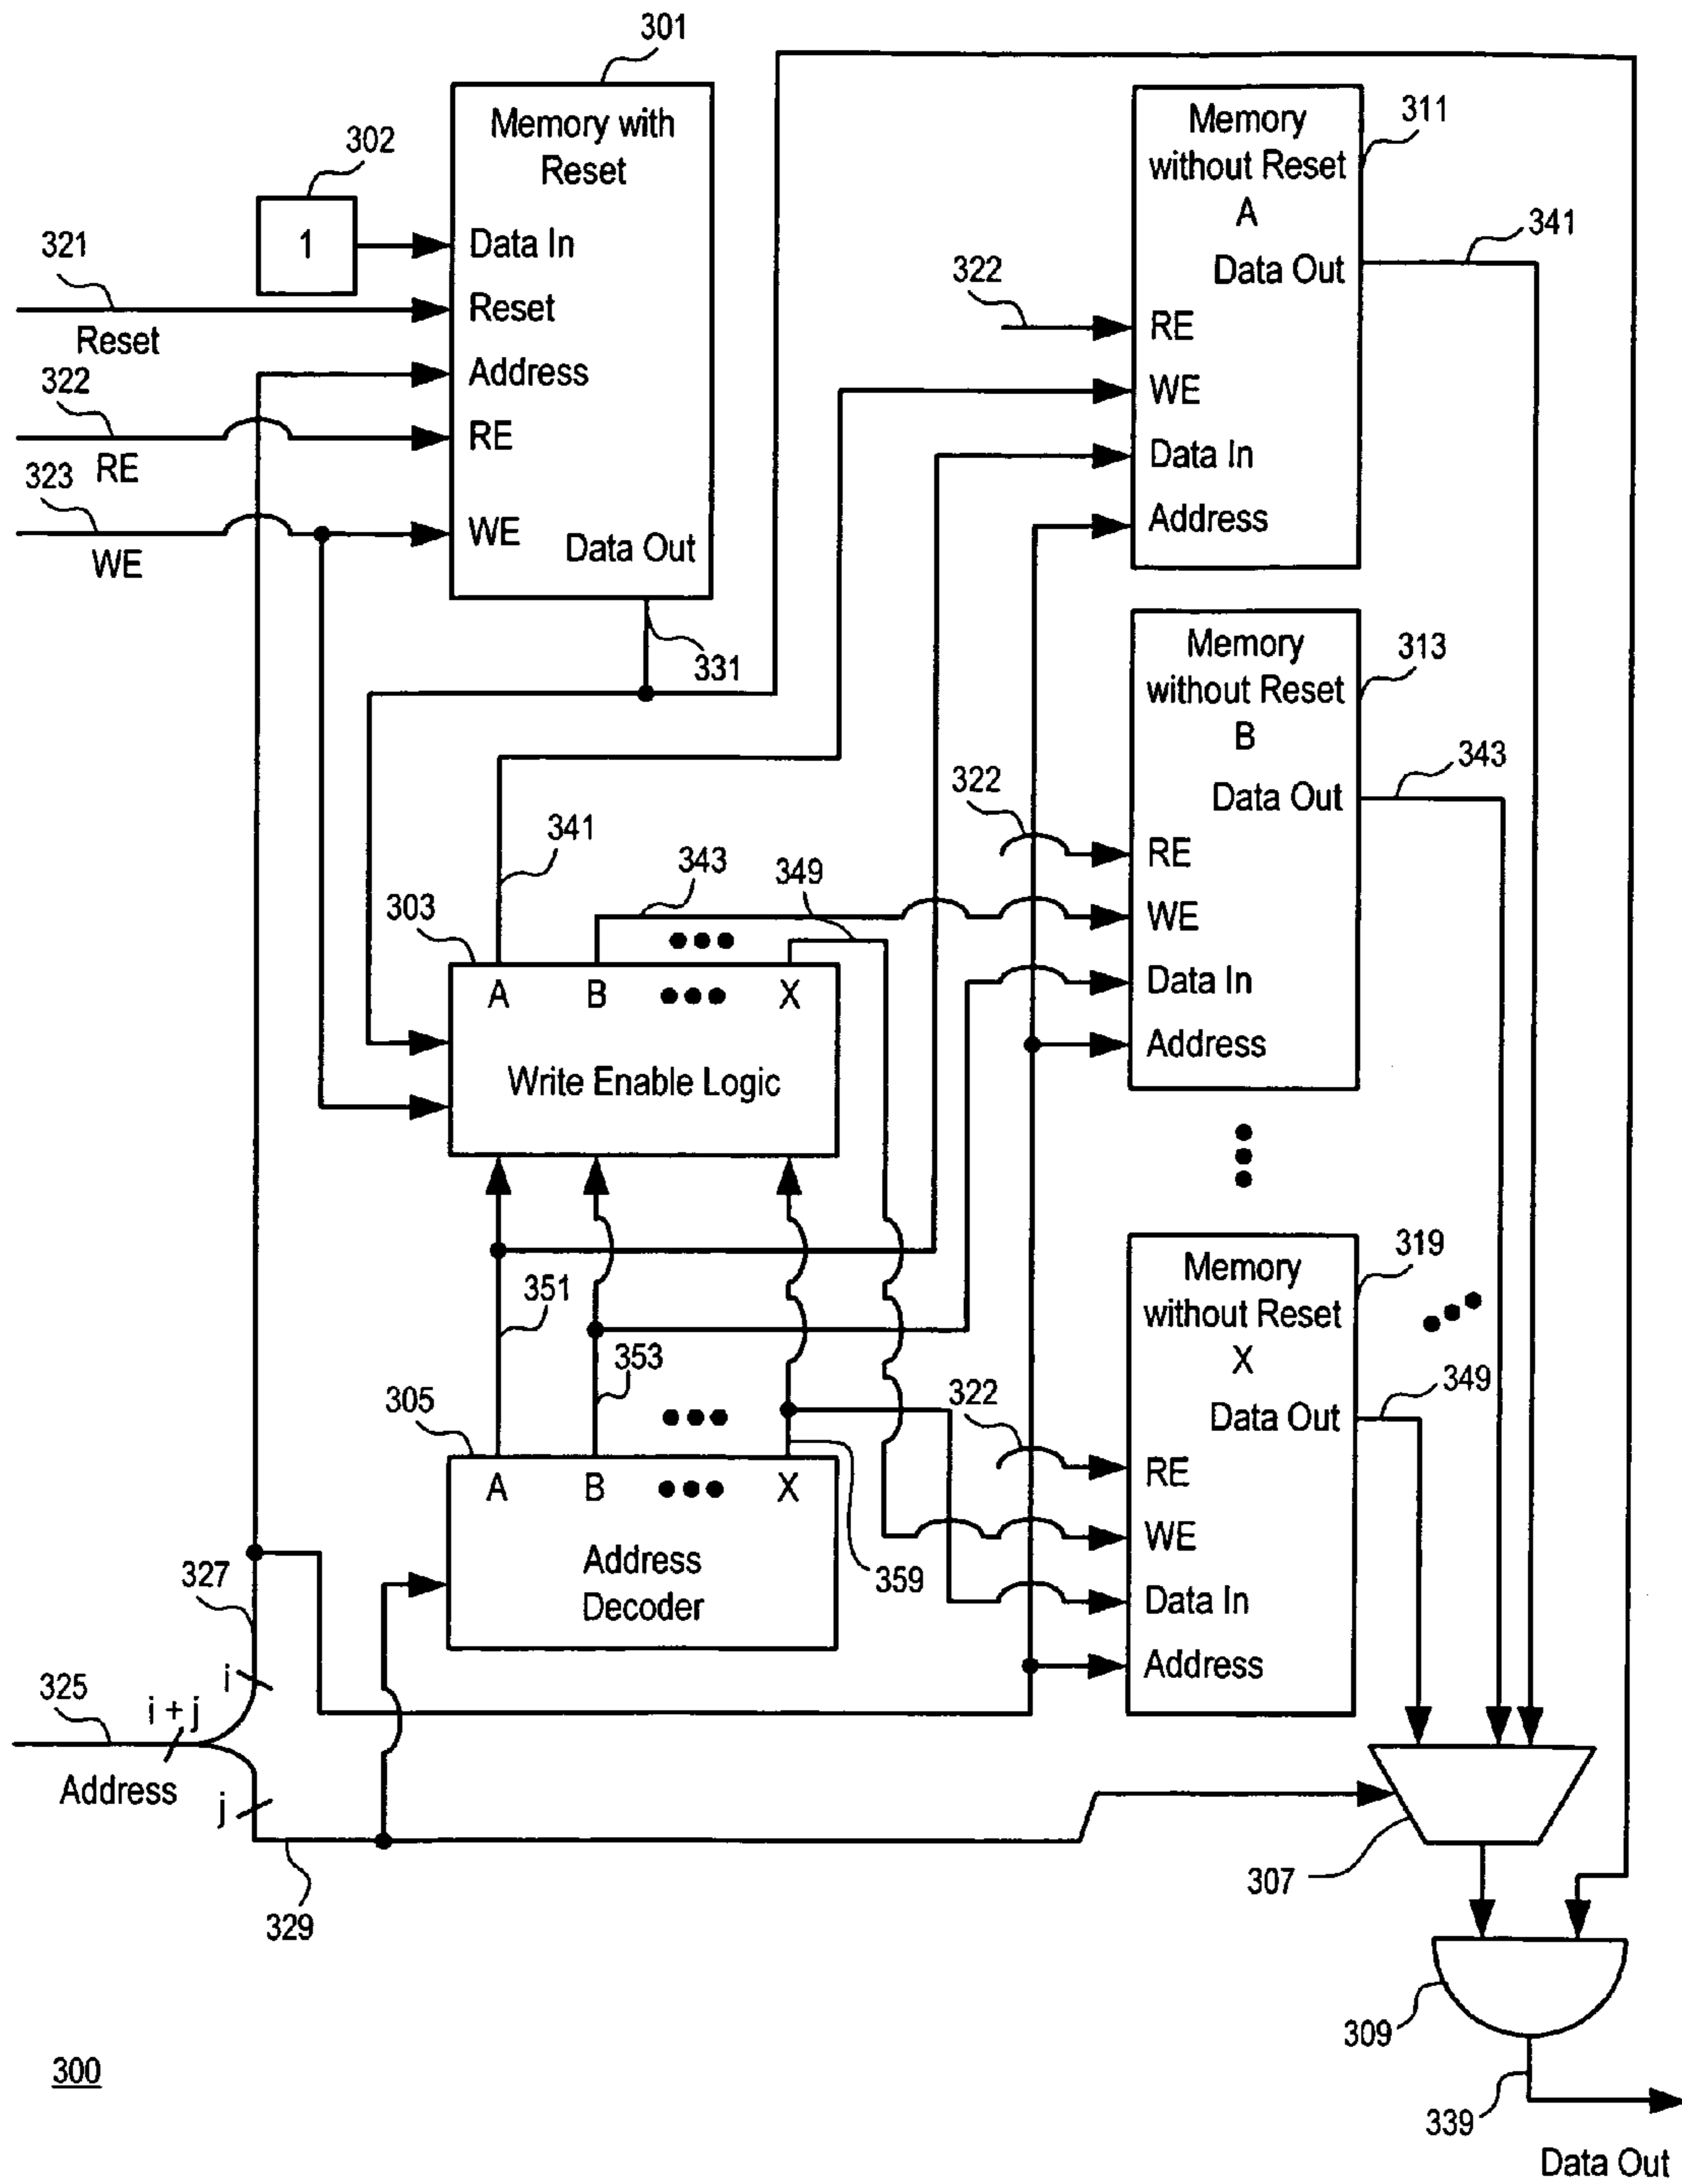 301
Memory with
Reset
302
1
Data In
321
Reset
Reset
Address
322
RE
RE
323
WE
WE
Data Out
331
311
Memory
without Reset
A
341
Data Out
322
RE
WE
Data In
Address
313
Memory
without Reset
B
343
Data Out
322
RE
WE
Data In
Address
341
343
349
303
A
B
X
Write Enable Logic
351
353
305
A
B
X
Address
Decoder
359
319
Memory
without Reset
X
349
Data Out
322
RE
WE
Data In
Address
327
i
325
i + j
Address
j
329
307
309
339
Data Out
300